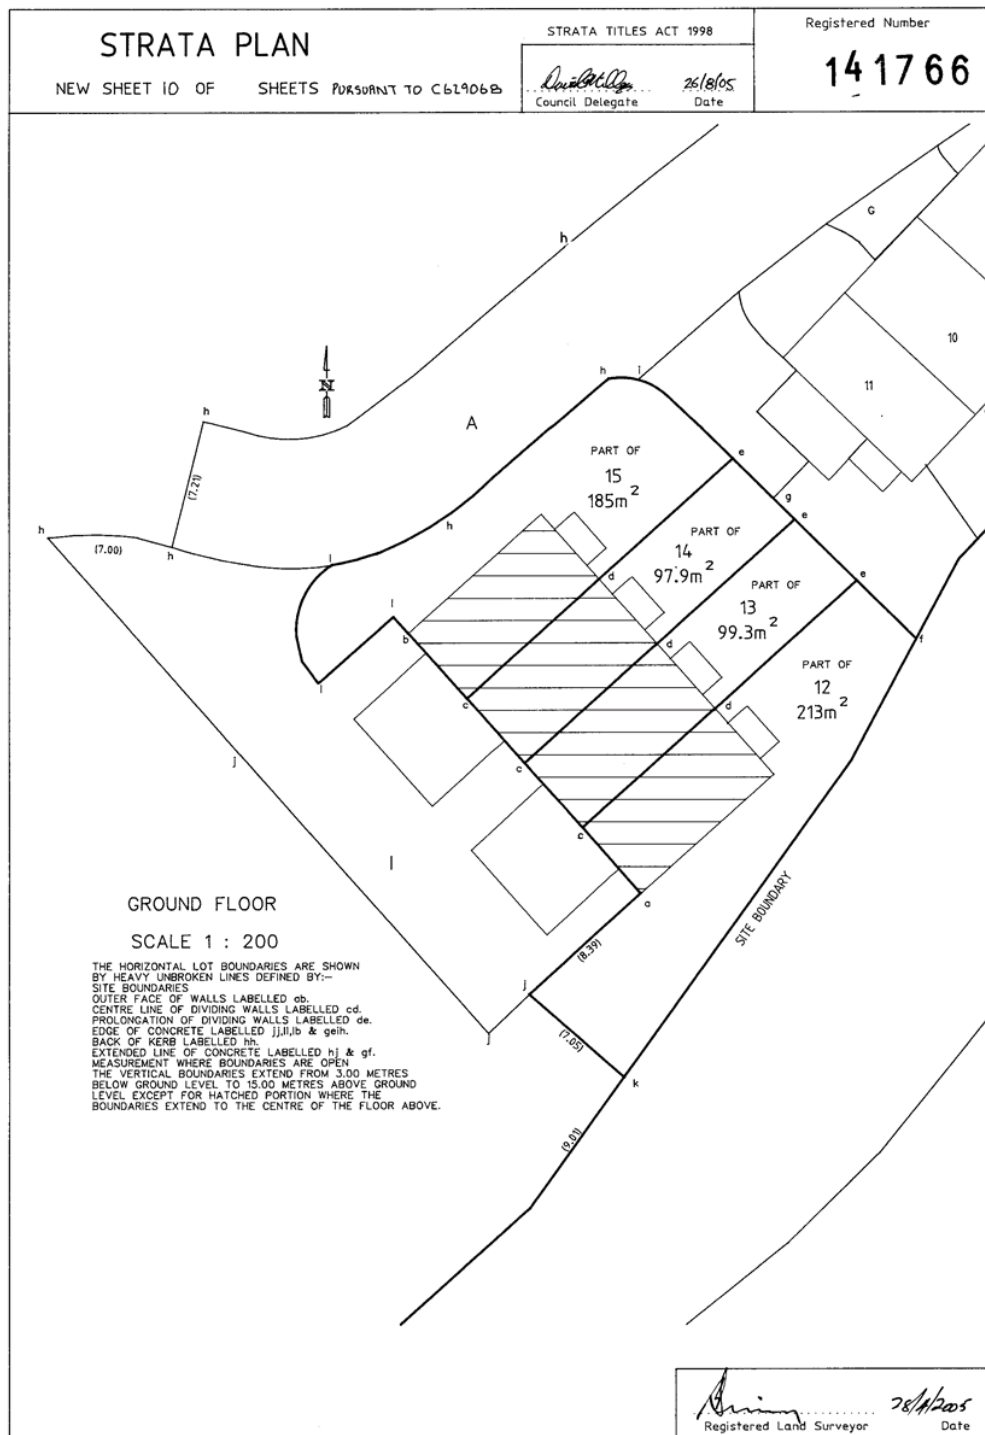 STRATA PLAN
NEW SHEET 10 OF SHEETS PURSUANT TO C629068
STRATA TITLES ACT 1998
26/8/05
Council Delegate Date
Registered Number
141766
h
G
10
11
N
h
h i
A
PART OF
15
185m²
e
h
(7.21)
g
e
h
(7.00)
h
l
h
PART OF
14
97.9m²
d
PART OF
13
99.3m²
e
l
b
d
f
l
PART OF
12
213m²
c
d
j
c
c
l
a
SITE BOUNDARY
(8.39)
j
j
(7.05)
k
(9.01)
GROUND FLOOR
SCALE 1 : 200
THE HORIZONTAL LOT BOUNDARIES ARE SHOWN
BY HEAVY UNBROKEN LINES DEFINED BY:-
SITE BOUNDARIES
OUTER FACE OF WALLS LABELLED ab.
CENTRE LINE OF DIVIDING WALLS LABELLED cd.
PROLONGATION OF DIVIDING WALLS LABELLED de.
EDGE OF CONCRETE LABELLED jj,ll,lb & geih.
BACK OF KERB LABELLED hh.
EXTENDED LINE OF CONCRETE LABELLED hj & gf.
MEASUREMENT WHERE BOUNDARIES ARE OPEN
THE VERTICAL BOUNDARIES EXTEND FROM 3.00 METRES
BELOW GROUND LEVEL TO 15.00 METRES ABOVE GROUND
LEVEL EXCEPT FOR HATCHED PORTION WHERE THE
BOUNDARIES EXTEND TO THE CENTRE OF THE FLOOR ABOVE.
Registered Land Surveyor Date